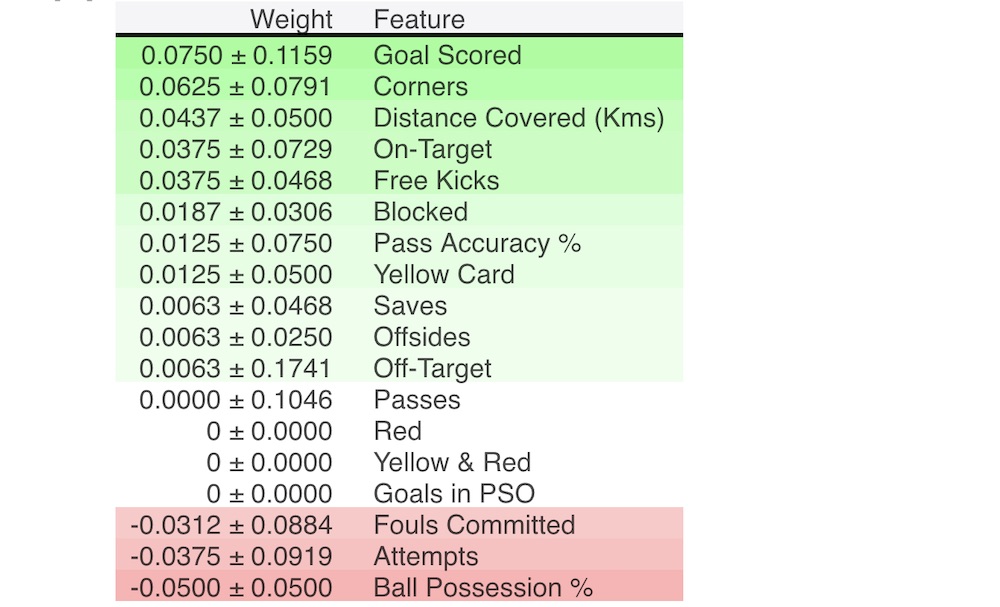 Weight Feature
0.0750 ± 0.1159 Goal Scored
0.0625 ± 0.0791 Corners
0.0437 ± 0.0500 Distance Covered (Kms)
0.0375 ± 0.0729 On-Target
0.0375 ± 0.0468 Free Kicks
0.0187 ± 0.0306 Blocked
0.0125 ± 0.0750 Pass Accuracy %
0.0125 ± 0.0500 Yellow Card
0.0063 ± 0.0468 Saves
0.0063 ± 0.0250 Offsides
0.0063 ± 0.1741 Off-Target
0.0000 ± 0.1046 Passes
0 ± 0.0000 Red
0 ± 0.0000 Yellow & Red
0 ± 0.0000 Goals in PSO
-0.0312 ± 0.0884 Fouls Committed
-0.0375 ± 0.0919 Attempts
-0.0500 ± 0.0500 Ball Possession %